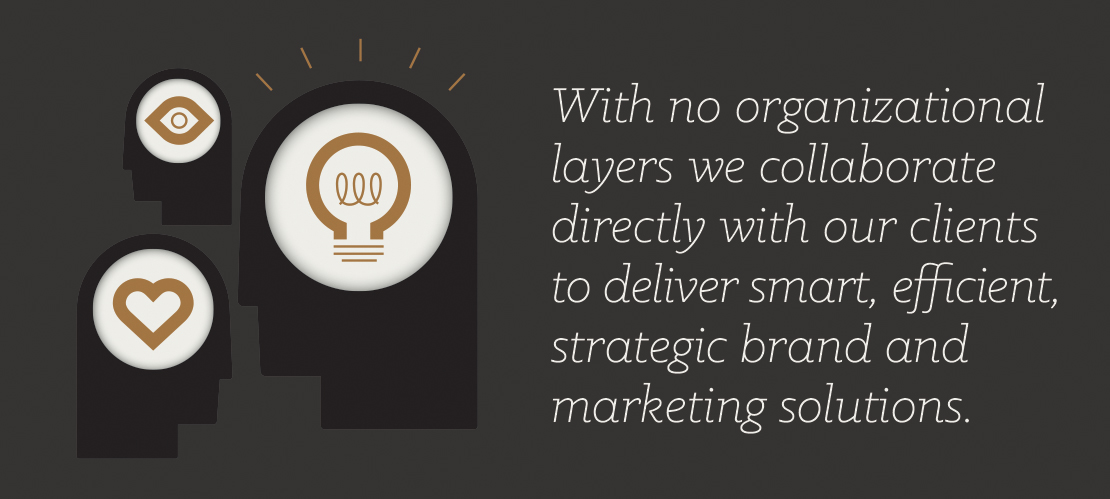 With no organizational
layers we collaborate
directly with our clients
to deliver smart, efficient,
strategic brand and
marketing solutions.